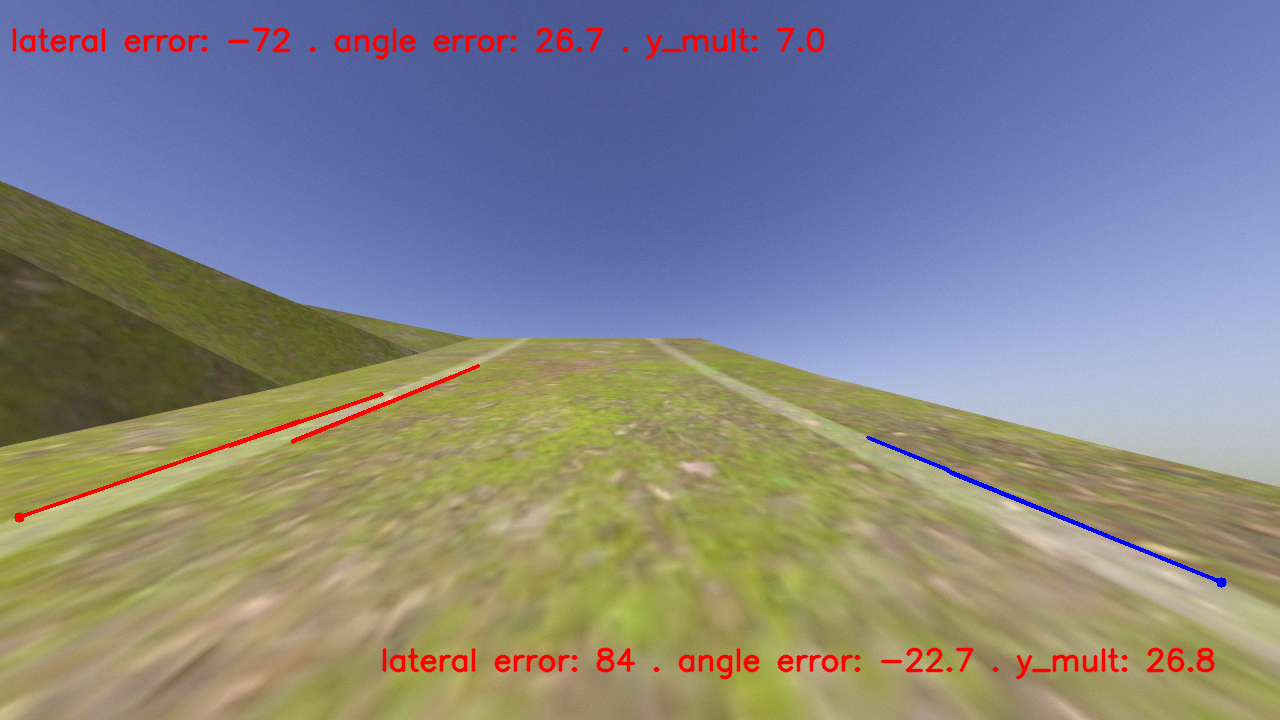 lateral error: -72 . angle error: 26.7 . y_mult: 7.0
lateral error: 84 . angle error: -22.7 . y_mult: 26.8